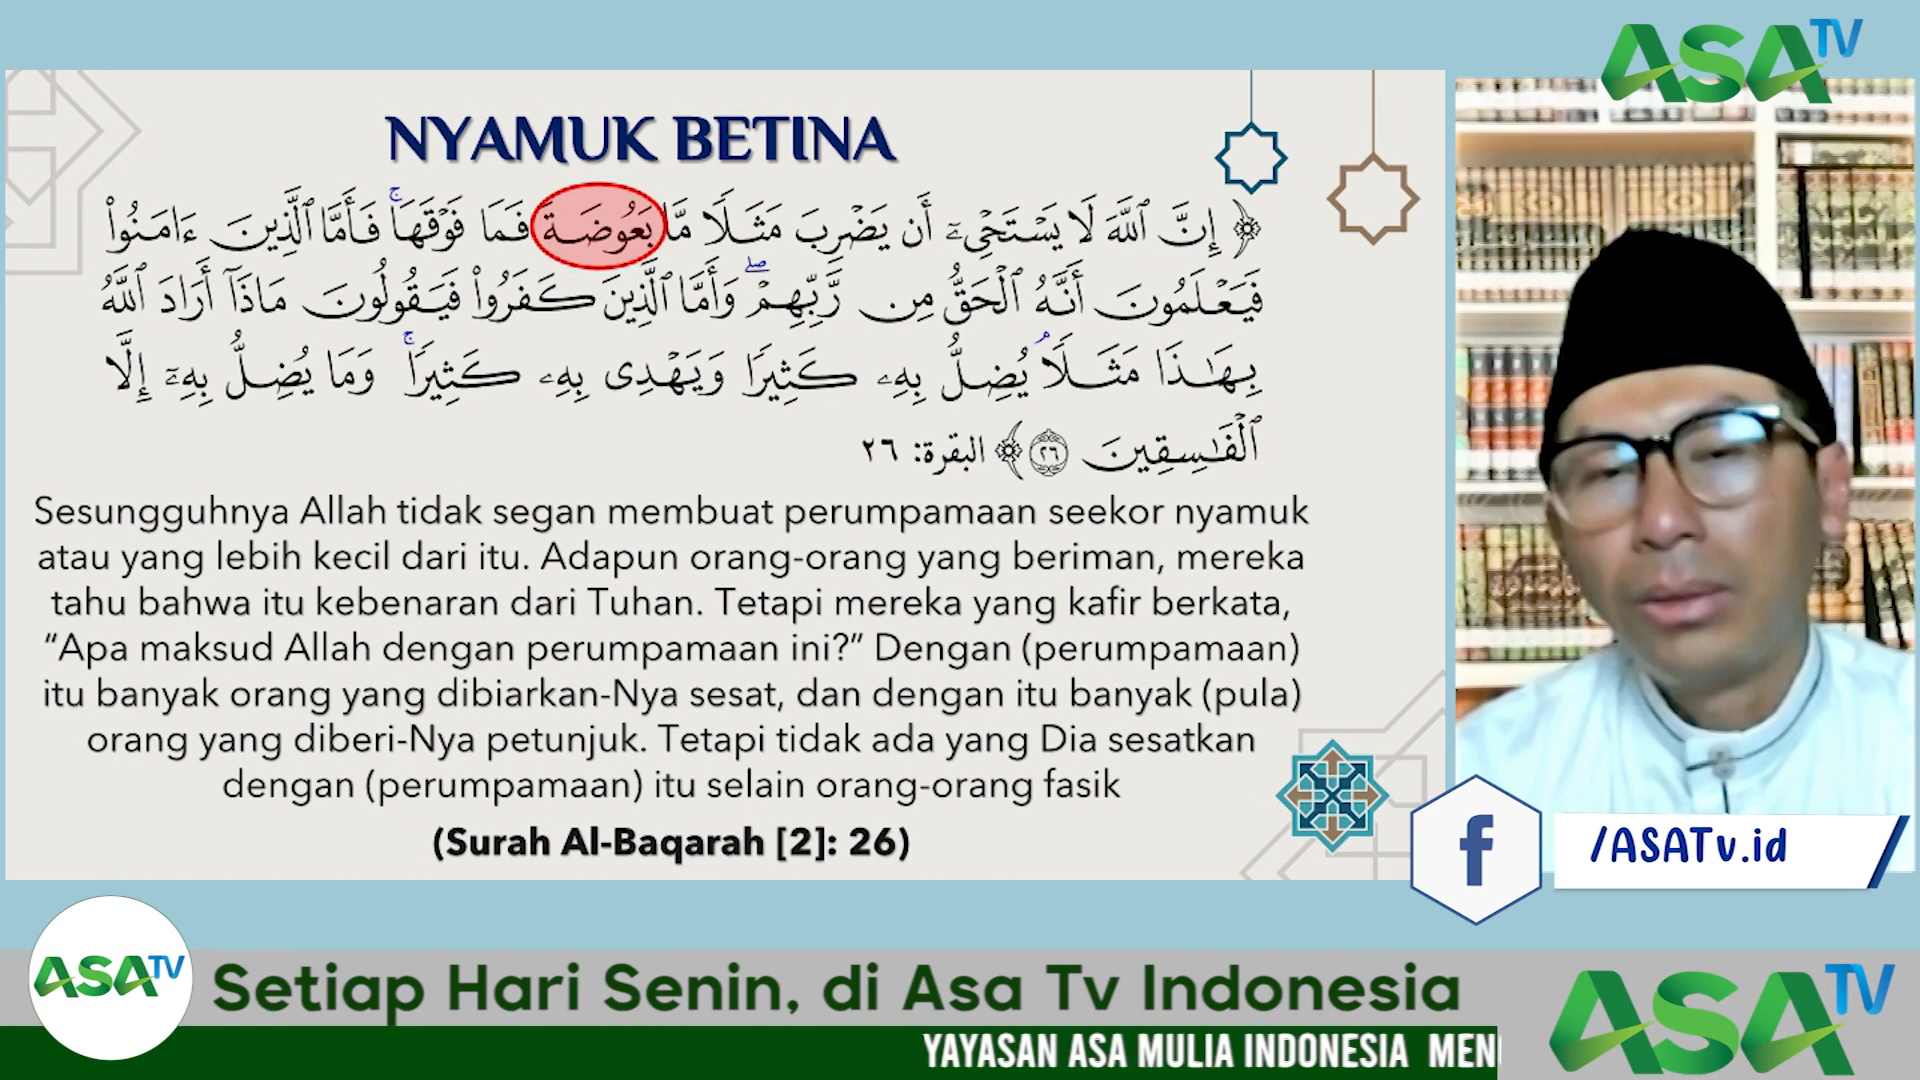 ASA TV
NYAMUK BETINA
﴿ إِنَّ ٱللَّهَ لَا يَسْتَحْىِۦٓ أَن يَضْرِبَ مَثَلًا مَّا بَعُوضَةً فَمَا فَوْقَهَا ۚ فَأَمَّا ٱلَّذِينَ ءَامَنُوا۟
فَيَعْلَمُونَ أَنَّهُ ٱلْحَقُّ مِن رَّبِّهِمْ ۖ وَأَمَّا ٱلَّذِينَ كَفَرُوا۟ فَيَقُولُونَ مَاذَآ أَرَادَ ٱللَّهُ
بِهَـٰذَا مَثَلًا ۘ يُضِلُّ بِهِۦ كَثِيرًا وَيَهْدِى بِهِۦ كَثِيرًا ۚ وَمَا يُضِلُّ بِهِۦٓ إِلَّا
ٱلْفَـٰسِقِينَ ٢٦ ﴾ البقرة: ٢٦
Sesungguhnya Allah tidak segan membuat perumpamaan seekor nyamuk
atau yang lebih kecil dari itu. Adapun orang-orang yang beriman, mereka
tahu bahwa itu kebenaran dari Tuhan. Tetapi mereka yang kafir berkata,
“Apa maksud Allah dengan perumpamaan ini?” Dengan (perumpamaan)
itu banyak orang yang dibiarkan-Nya sesat, dan dengan itu banyak (pula)
orang yang diberi-Nya petunjuk. Tetapi tidak ada yang Dia sesatkan
dengan (perumpamaan) itu selain orang-orang fasik
(Surah Al-Baqarah [2]: 26)
f /ASATv.id
ASA TV
Setiap Hari Senin, di Asa Tv Indonesia
ASA TV
YAYASAN ASA MULIA INDONESIA MEN